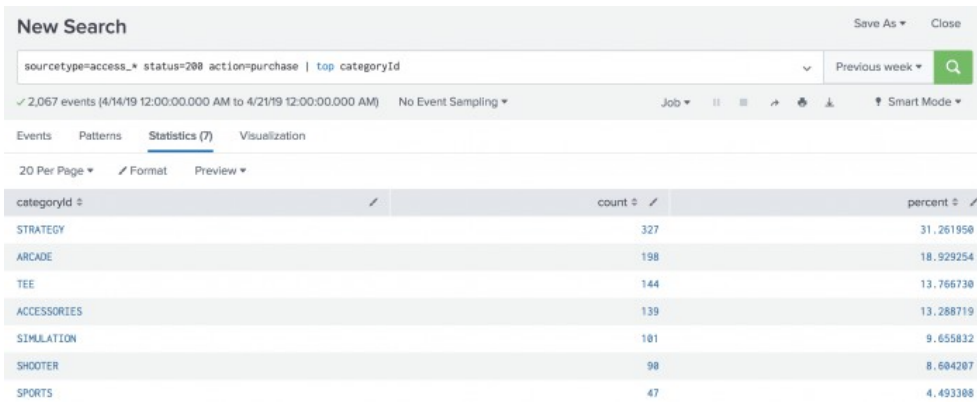 New Search
Save As Close
sourcetype=access_* status=200 action=purchase | top categoryId
Previous week
2,067 events (4/14/19 12:00:00.000 AM to 4/21/19 12:00:00.000 AM) No Event Sampling Job Smart Mode
Events Patterns Statistics (7) Visualization
20 Per Page Format Preview
categoryId count percent
STRATEGY 327 31.261950
ARCADE 198 18.929254
TEE 144 13.766730
ACCESSORIES 139 13.288719
SIMULATION 101 9.655832
SHOOTER 90 8.604207
SPORTS 47 4.493308